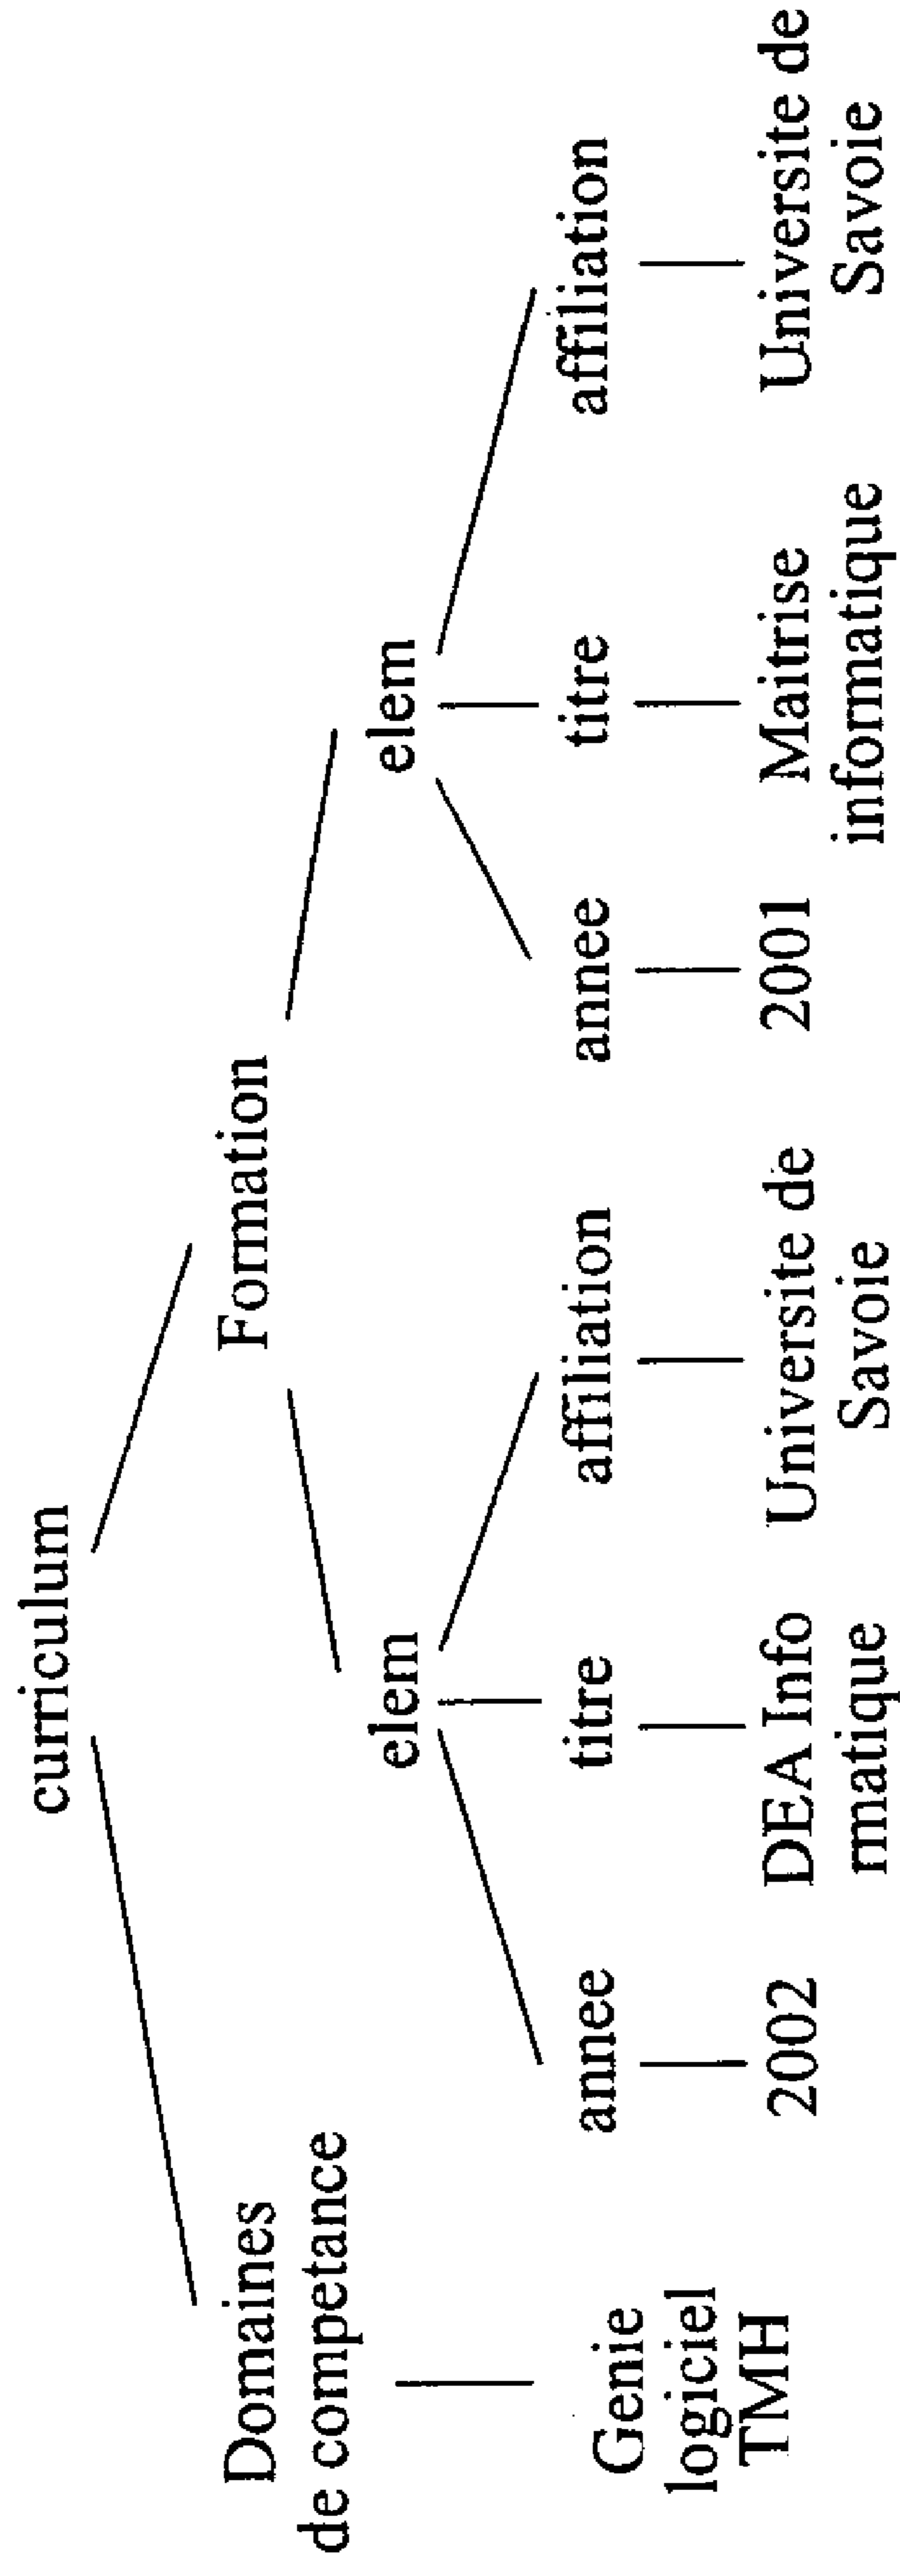 curriculum
Domaines
de competance
Formation
elem
elem
Genie
logiciel
TMH
annee
titre
affiliation
annee
titre
affiliation
2002
DEA Info
rmatique
Universite de
Savoie
2001
Maitrise
informatique
Universite de
Savoie